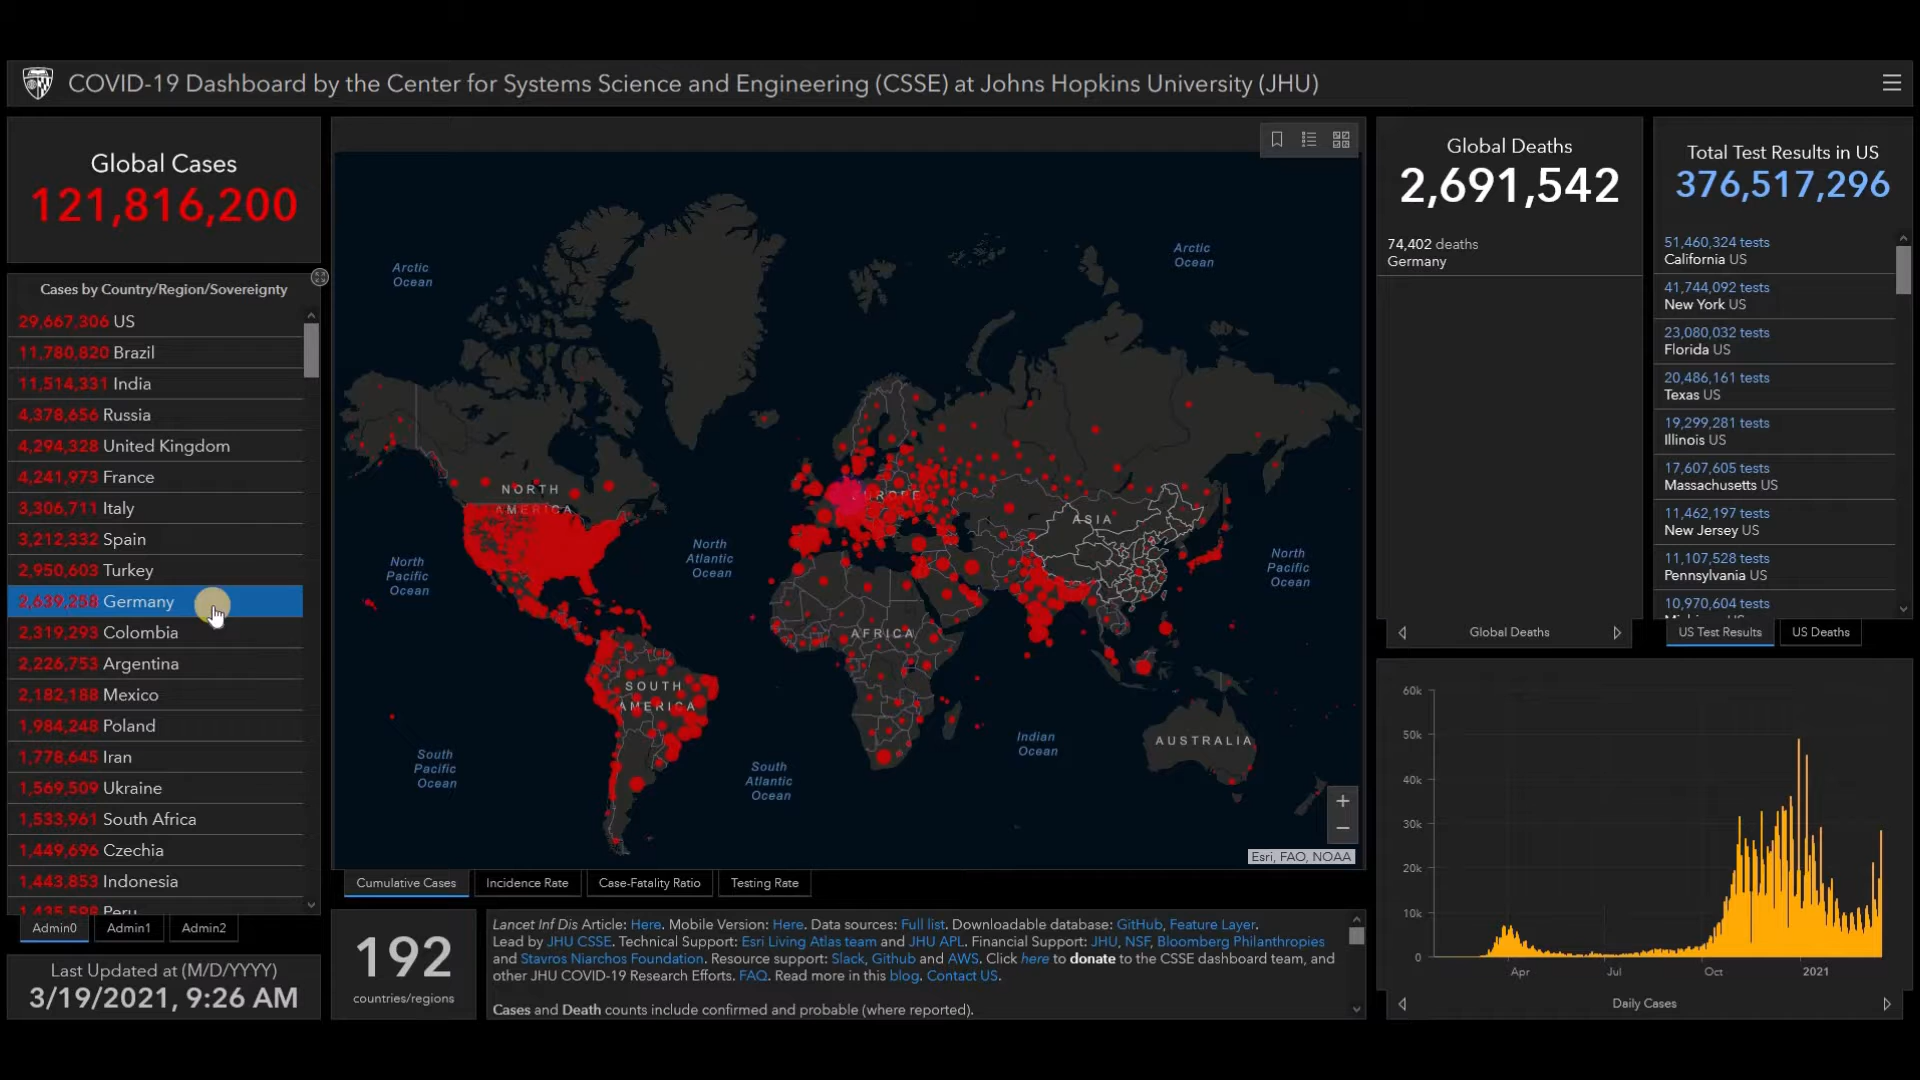 COVID-19 Dashboard by the Center for Systems Science and Engineering (CSSE) at Johns Hopkins University (JHU)
Global Cases
121,816,200
Cases by Country/Region/Sovereignty
29,667,306 US
11,780,820 Brazil
11,514,331 India
4,378,656 Russia
4,294,328 United Kingdom
4,241,973 France
3,306,711 Italy
3,212,332 Spain
2,950,603 Turkey
2,639,258 Germany
2,319,293 Colombia
2,226,753 Argentina
2,182,188 Mexico
1,984,248 Poland
1,778,645 Iran
1,569,509 Ukraine
1,533,961 South Africa
1,449,696 Czechia
1,443,853 Indonesia
1,435,598 Peru
Admin0
Admin1
Admin2
Last Updated at (M/D/YYYY)
3/19/2021, 9:26 AM
Arctic
Ocean
Arctic
Ocean
NORTH
AMERICA
EUROPE
ASIA
North
Pacific
Ocean
North
Atlantic
Ocean
North
Pacific
Ocean
AFRICA
SOUTH
AMERICA
AUSTRALIA
Indian
Ocean
South
Pacific
Ocean
South
Atlantic
Ocean
+
−
Esri, FAO, NOAA
Cumulative Cases
Incidence Rate
Case-Fatality Ratio
Testing Rate
192
countries/regions
Lancet Inf Dis Article: Here. Mobile Version: Here. Data sources: Full list. Downloadable database: GitHub, Feature Layer.
Lead by JHU CSSE. Technical Support: Esri Living Atlas team and JHU APL. Financial Support: JHU, NSF, Bloomberg Philanthropies
and Stavros Niarchos Foundation. Resource support: Slack, Github and AWS. Click here to donate to the CSSE dashboard team, and
other JHU COVID-19 Research Efforts. FAQ. Read more in this blog. Contact US.
Cases and Death counts include confirmed and probable (where reported).
Global Deaths
2,691,542
74,402 deaths
Germany
Global Deaths
Total Test Results in US
376,517,296
51,460,324 tests
California US
41,744,092 tests
New York US
23,080,032 tests
Florida US
20,486,161 tests
Texas US
19,299,281 tests
Illinois US
17,607,605 tests
Massachusetts US
11,462,197 tests
New Jersey US
11,107,528 tests
Pennsylvania US
10,970,604 tests
US Test Results
US Deaths
60k
50k
40k
30k
20k
10k
0
Apr
Jul
Oct
2021
Daily Cases